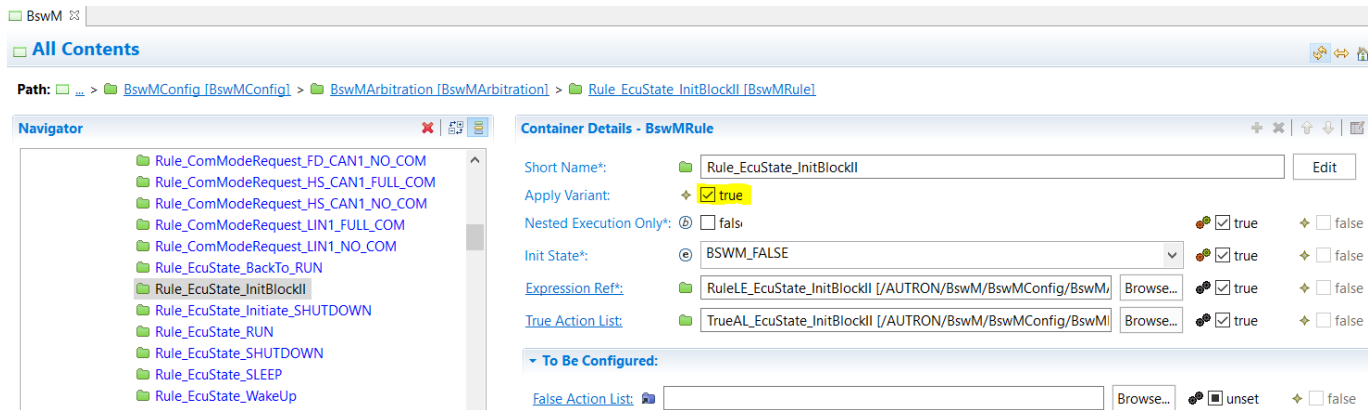 BswM
All Contents
Path: ... > BswMConfig [BswMConfig] > BswMArbitration [BswMArbitration] > Rule_EcuState_InitBlockII [BswMRule]
Navigator
Rule_ComModeRequest_FD_CAN1_NO_COM
Rule_ComModeRequest_HS_CAN1_FULL_COM
Rule_ComModeRequest_HS_CAN1_NO_COM
Rule_ComModeRequest_LIN1_FULL_COM
Rule_ComModeRequest_LIN1_NO_COM
Rule_EcuState_BackTo_RUN
Rule_EcuState_InitBlockII
Rule_EcuState_Initiate_SHUTDOWN
Rule_EcuState_RUN
Rule_EcuState_SHUTDOWN
Rule_EcuState_SLEEP
Rule_EcuState_WakeUp
Container Details - BswMRule
Short Name*: Rule_EcuState_InitBlockII Edit
Apply Variant: true
Nested Execution Only*: b fals true false
Init State*: e BSWM_FALSE true false
Expression Ref*: RuleLE_EcuState_InitBlockII [/AUTRON/BswM/BswMConfig/BswM Browse... true false
True Action List: TrueAL_EcuState_InitBlockII [/AUTRON/BswM/BswMConfig/BswM Browse... true false
To Be Configured:
False Action List: Browse... unset false